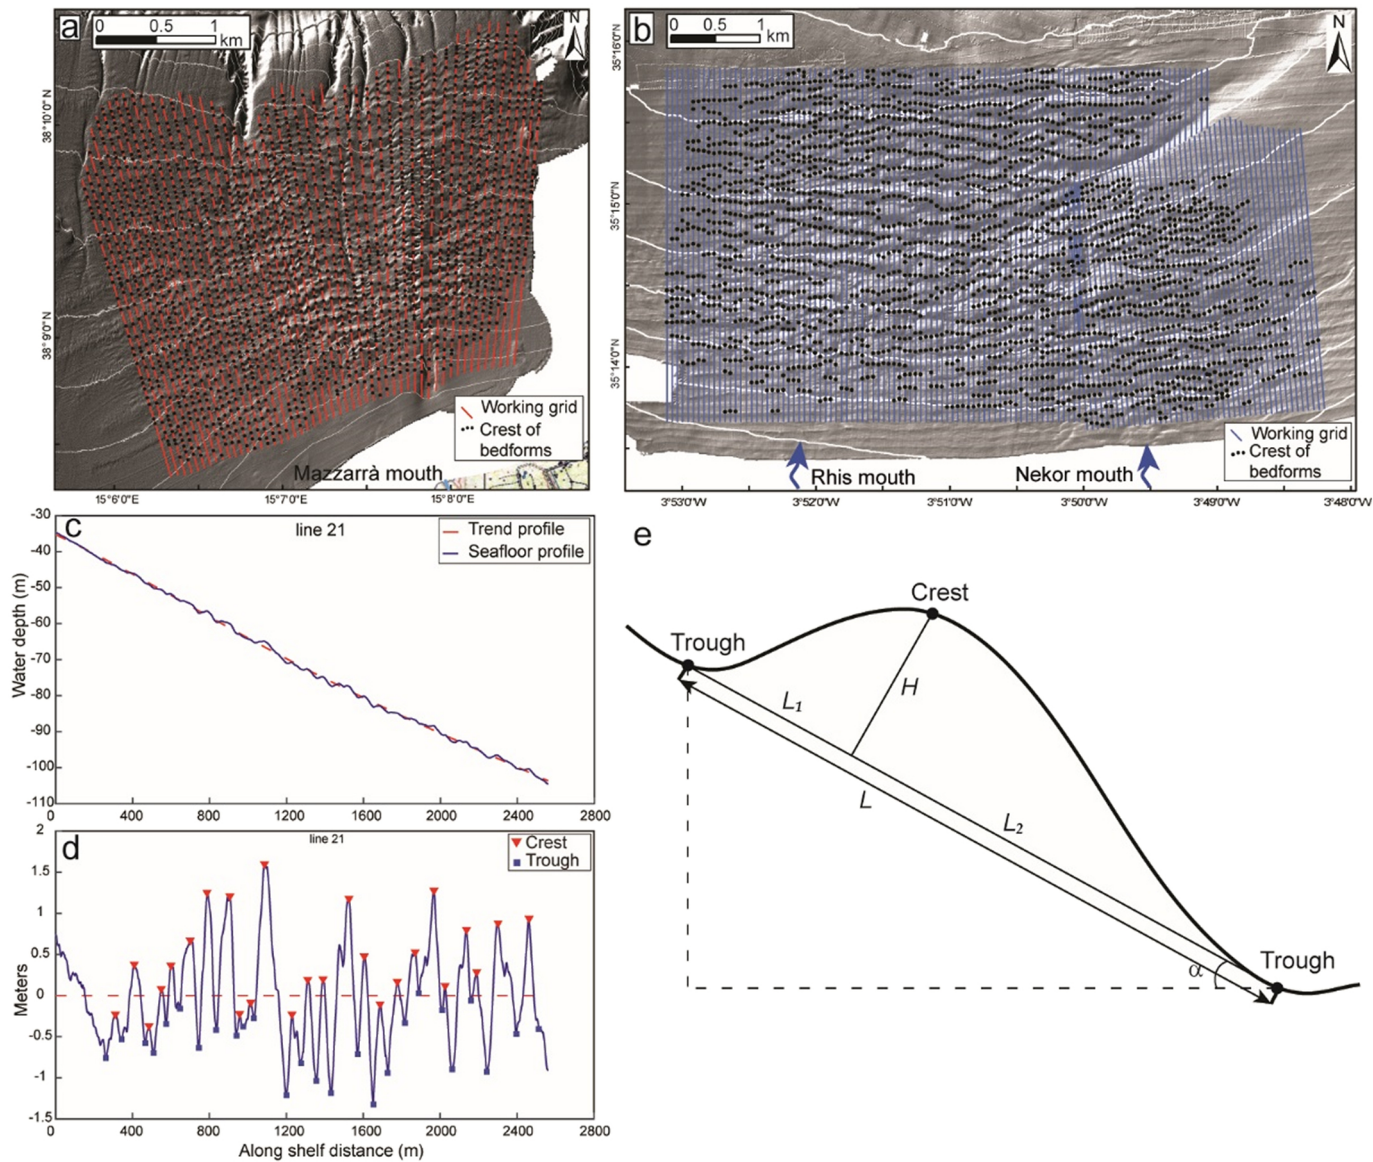 a
0 0.5 1
km
N
38°10'0"N
38°9'0"N
Working grid
Crest of
bedforms
Mazzarrà mouth
15°6'0"E 15°7'0"E 15°8'0"E
b
0 0.5 1
km
N
35°16'0"N
35°15'0"N
35°14'0"N
Working grid
Crest of
bedforms
Rhis mouth
Nekor mouth
3°53'0"W 3°52'0"W 3°51'0"W 3°50'0"W 3°49'0"W 3°48'0"W
c
line 21
Trend profile
Seafloor profile
Water depth (m)
-30
-40
-50
-60
-70
-80
-90
-100
-110
0 400 800 1200 1600 2000 2400 2800
d
line 21
Crest
Trough
Meters
2
1.5
1
0.5
0
-0.5
-1
-1.5
0 400 800 1200 1600 2000 2400 2800
Along shelf distance (m)
e
Crest
Trough
H
L1
L
L2
α
Trough